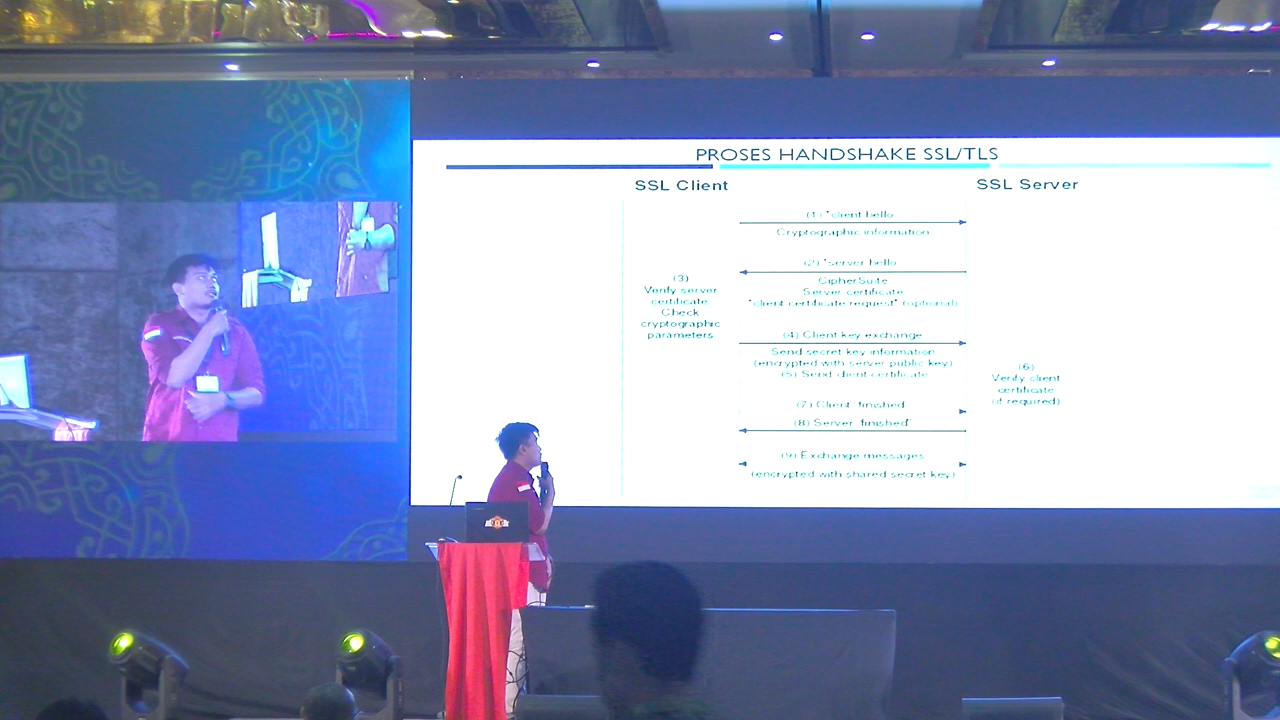 PROSES HANDSHAKE SSL/TLS
SSL Client
SSL Server
(1) "client hello
Cryptographic information
(2) "server hello
CipherSuite
Server certificate
"client certificate request" (optional)
(3)
Verify server
certificate
Check
cryptographic
parameters
(4) Client key exchange
Send secret key information
(encrypted with server public key)
(5) Send client certificate
(6)
Verify client
certificate
(if required)
(7) Client "finished
(8) Server "finished"
(9) Exchange messages
(encrypted with shared secret key)